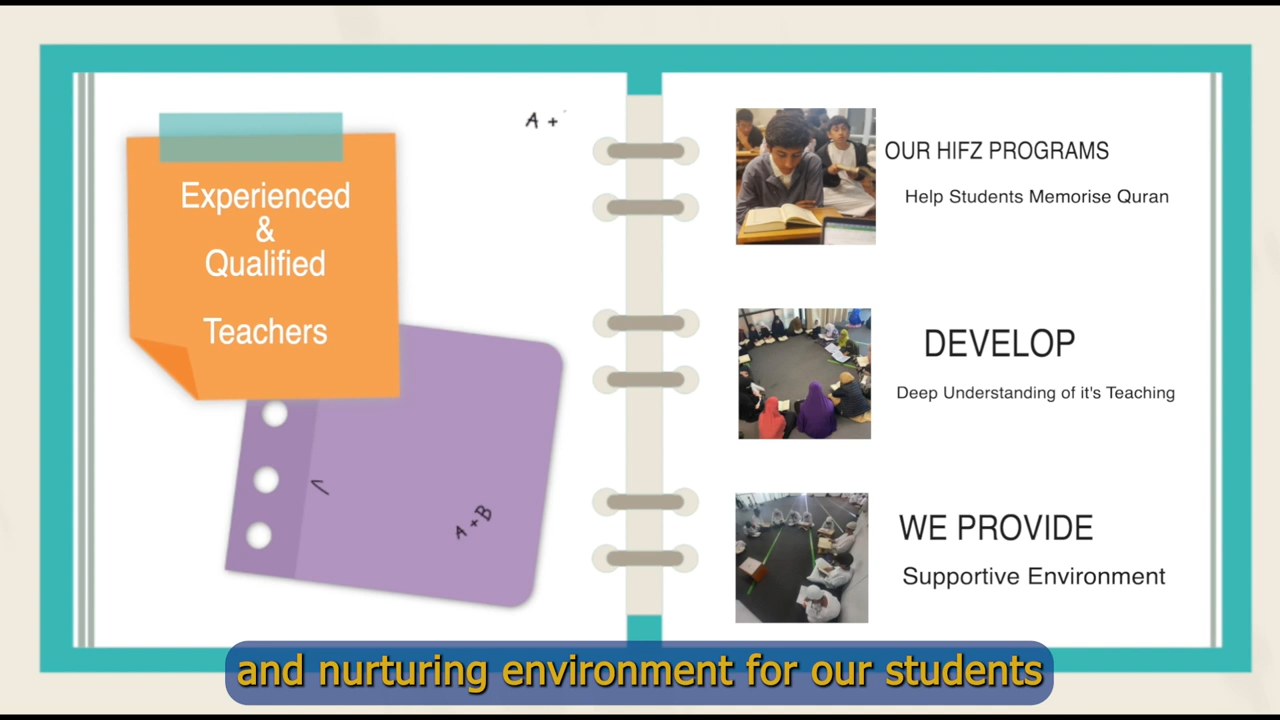 Experienced
&
Qualified
Teachers
A +
A + B
OUR HIFZ PROGRAMS
Help Students Memorise Quran
DEVELOP
Deep Understanding of it's Teaching
WE PROVIDE
Supportive Environment
and nurturing environment for our students